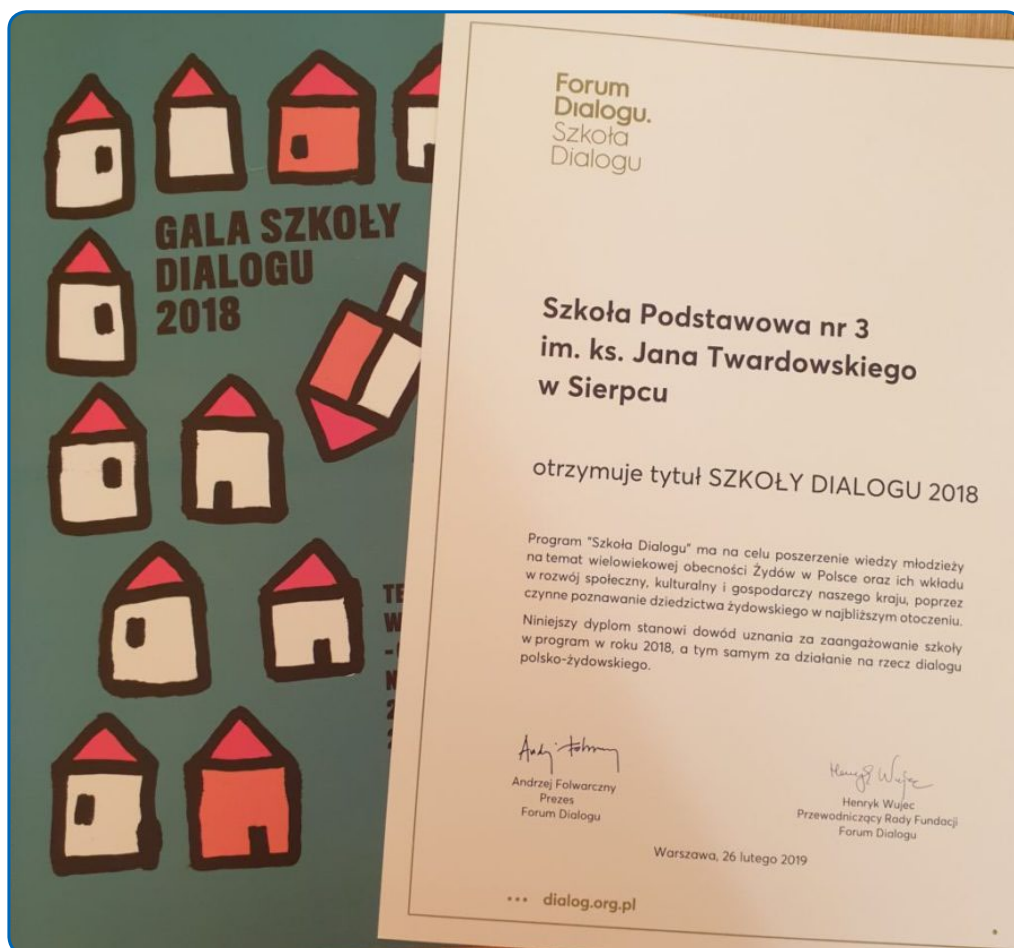 GALA SZKOŁY
DIALOGU
2018
Forum
Dialogu.
Szkoła
Dialogu
Szkoła Podstawowa nr 3
im. ks. Jana Twardowskiego
w Sierpcu
otrzymuje tytuł SZKOŁY DIALOGU 2018
Program "Szkoła Dialogu" ma na celu poszerzenie wiedzy młodzieży
na temat wielowiekowej obecności Żydów w Polsce oraz ich wkładu
w rozwój społeczny, kulturalny i gospodarczy naszego kraju, poprzez
czynne poznawanie dziedzictwa żydowskiego w najbliższym otoczeniu.
Niniejszy dyplom stanowi dowód uznania za zaangażowanie szkoły
w program w roku 2018, a tym samym za działanie na rzecz dialogu
polsko-żydowskiego.
Andrzej Folwarczny
Prezes
Forum Dialogu
Henryk Wujec
Przewodniczący Rady Fundacji
Forum Dialogu
Warszawa, 26 lutego 2019
dialog.org.pl